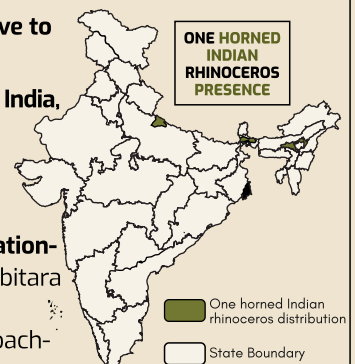 ve to
India,
ation-
bitara
oach-
ONE HORNED
INDIAN
RHINOCEROS
PRESENCE
One horned Indian
rhinoceros distribution
State Boundary